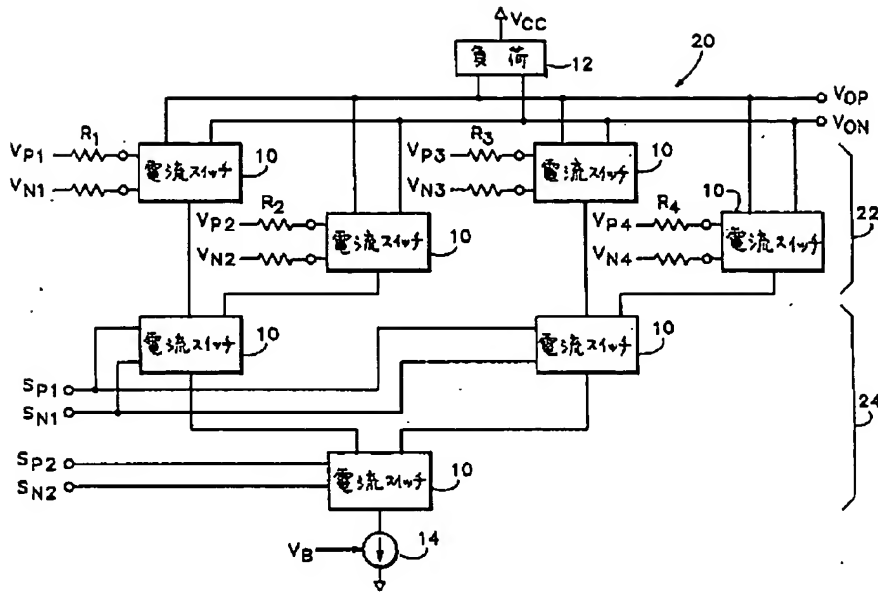 VCC
負荷
12
20
VOP
VON
R1
VP1
VN1
電流スイッチ
10
R3
VP3
VN3
電流スイッチ
10
R2
VP2
VN2
電流スイッチ
10
R4
VP4
VN4
10
電流スイッチ
22
電流スイッチ
10
電流スイッチ
10
SP1
SN1
24
SP2
SN2
電流スイッチ
10
VB
14